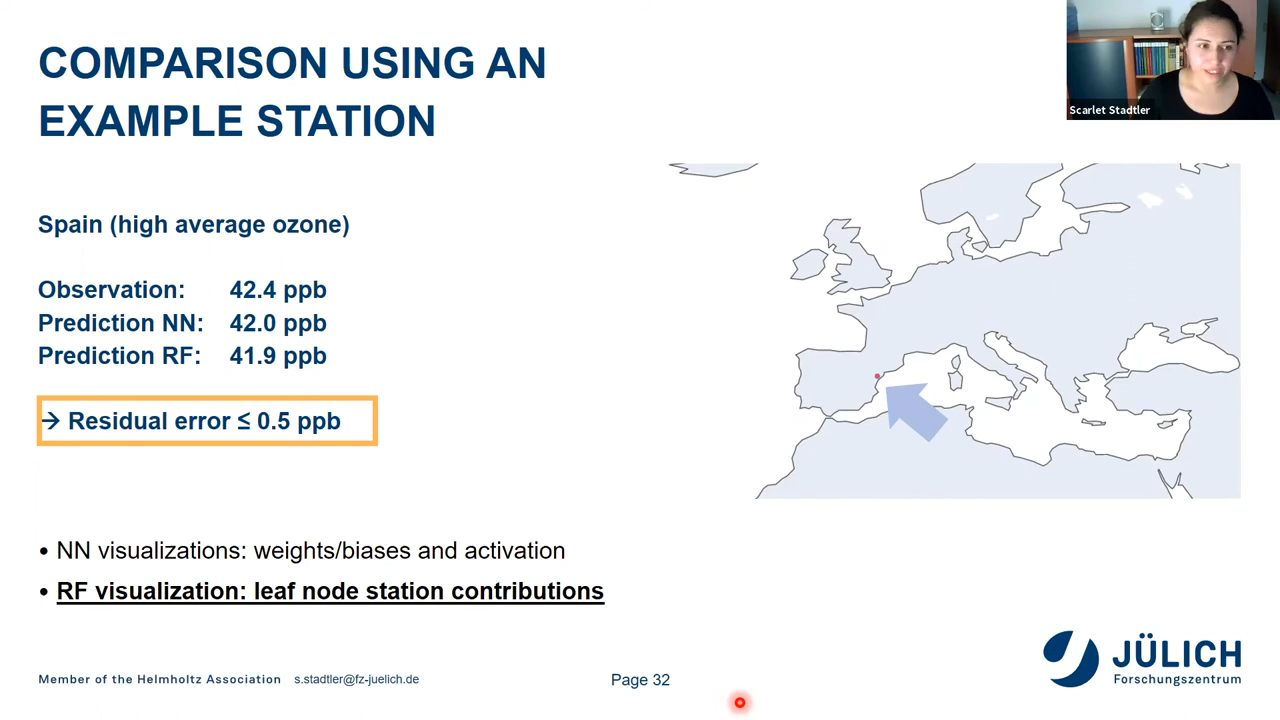 COMPARISON USING AN
EXAMPLE STATION
Scarlet Stadtler
Spain (high average ozone)
Observation: 42.4 ppb
Prediction NN: 42.0 ppb
Prediction RF: 41.9 ppb
→ Residual error ≤ 0.5 ppb
• NN visualizations: weights/biases and activation
• RF visualization: leaf node station contributions
Member of the Helmholtz Association s.stadtler@fz-juelich.de Page 32
JÜLICH
Forschungszentrum